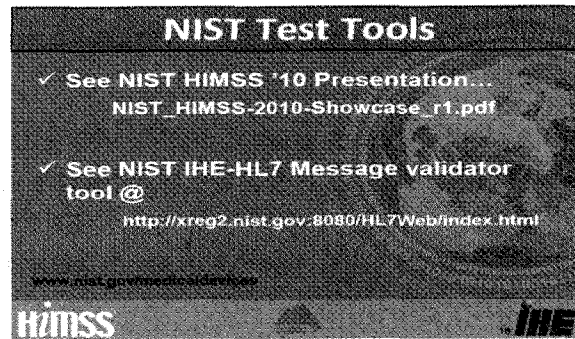 NIST Test Tools
✓ See NIST HIMSS '10 Presentation...
NIST_HIMSS-2010-Showcase_r1.pdf
✓ See NIST IHE-HL7 Message validator
tool @
http://xreg2.nist.gov:8080/HL7Web/index.html
www.nist.gov/medicaldevices
HIMSS
IHE